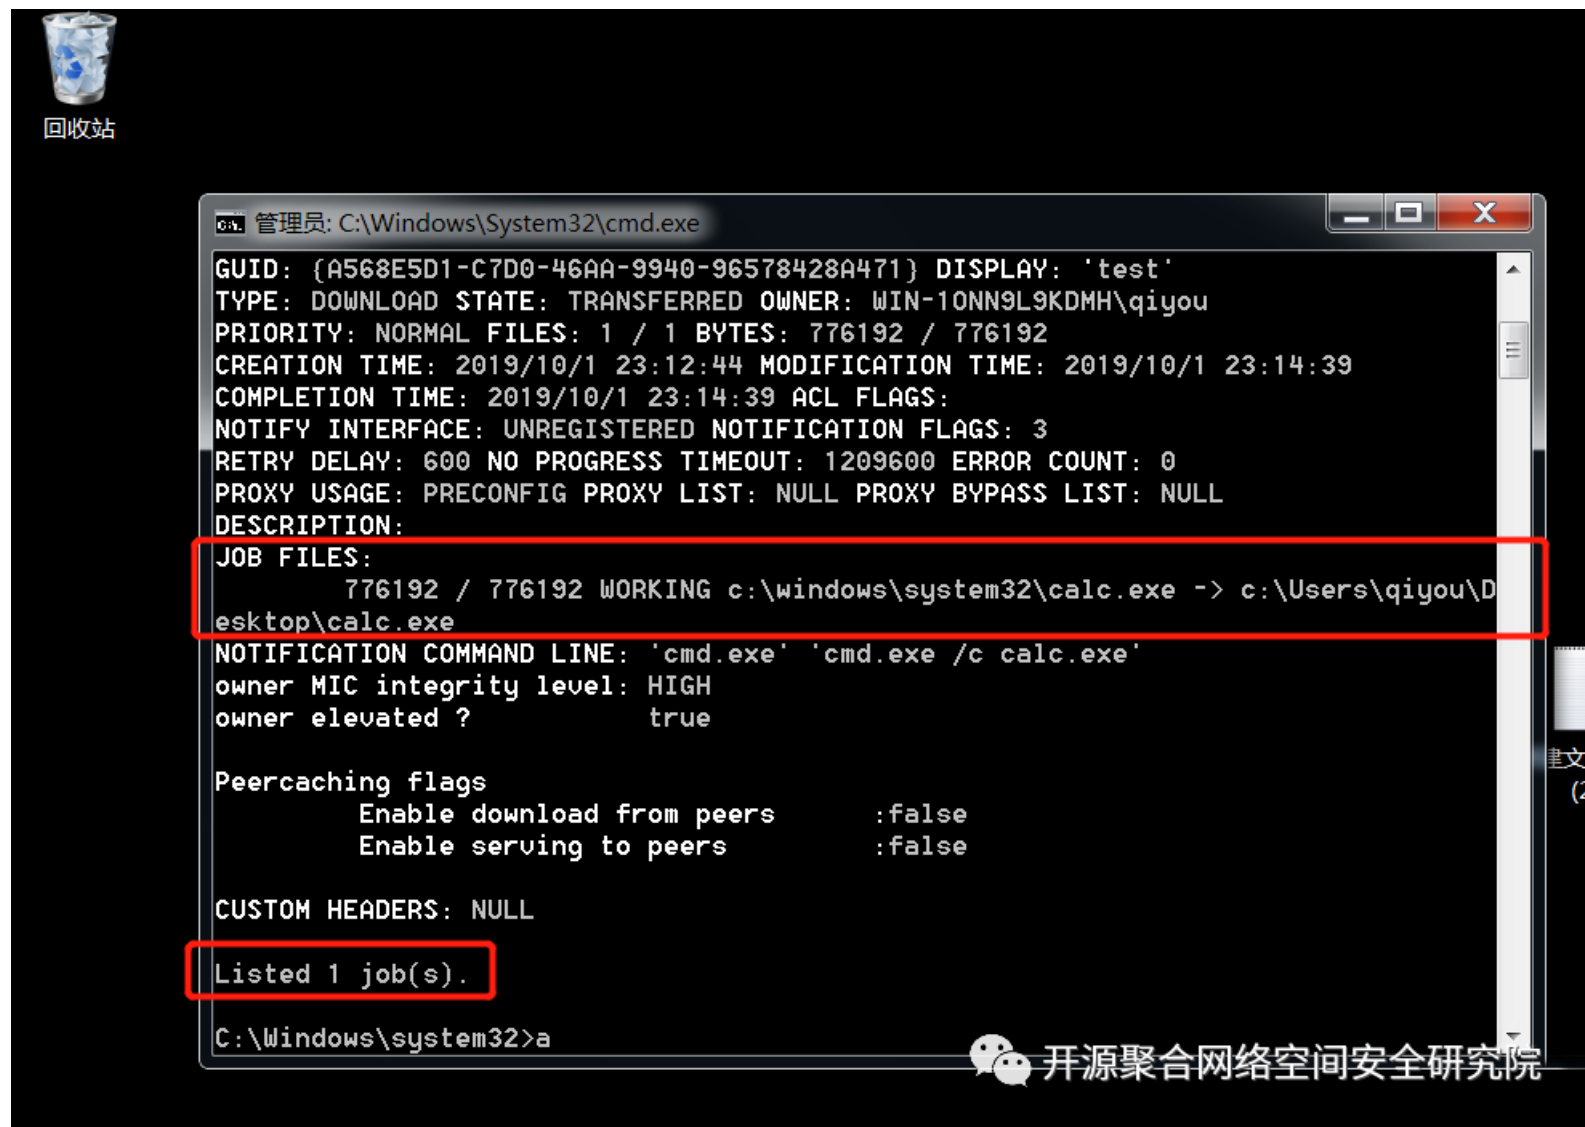 回收站
管理员: C:\Windows\System32\cmd.exe
GUID: {A568E5D1-C7D0-46AA-9940-96578428A471} DISPLAY: 'test'
TYPE: DOWNLOAD STATE: TRANSFERRED OWNER: WIN-1ONN9L9KDMH\qiyou
PRIORITY: NORMAL FILES: 1 / 1 BYTES: 776192 / 776192
CREATION TIME: 2019/10/1 23:12:44 MODIFICATION TIME: 2019/10/1 23:14:39
COMPLETION TIME: 2019/10/1 23:14:39 ACL FLAGS:
NOTIFY INTERFACE: UNREGISTERED NOTIFICATION FLAGS: 3
RETRY DELAY: 600 NO PROGRESS TIMEOUT: 1209600 ERROR COUNT: 0
PROXY USAGE: PRECONFIG PROXY LIST: NULL PROXY BYPASS LIST: NULL
DESCRIPTION:
JOB FILES:
776192 / 776192 WORKING c:\windows\system32\calc.exe -> c:\Users\qiyou\D
esktop\calc.exe
NOTIFICATION COMMAND LINE: 'cmd.exe' 'cmd.exe /c calc.exe'
owner MIC integrity level: HIGH
owner elevated ? true
Peercaching flags
Enable download from peers :false
Enable serving to peers :false
CUSTOM HEADERS: NULL
Listed 1 job(s).
C:\Windows\system32>a
开源聚合网络空间安全研究院